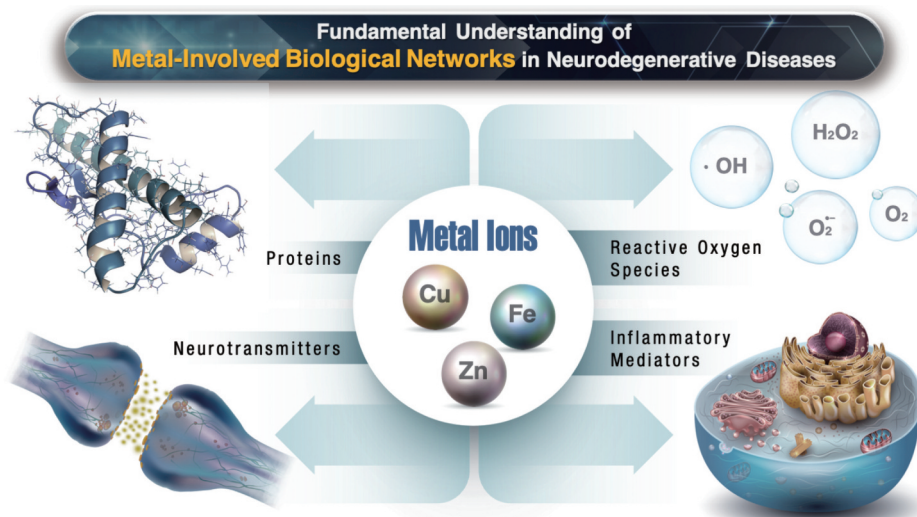 Fundamental Understanding of
Metal-Involved Biological Networks in Neurodegenerative Diseases
Proteins
Neurotransmitters
Metal Ions
Cu
Fe
Zn
Reactive Oxygen
Species
Inflammatory
Mediators
· OH
H₂O₂
O₂•−
O₂